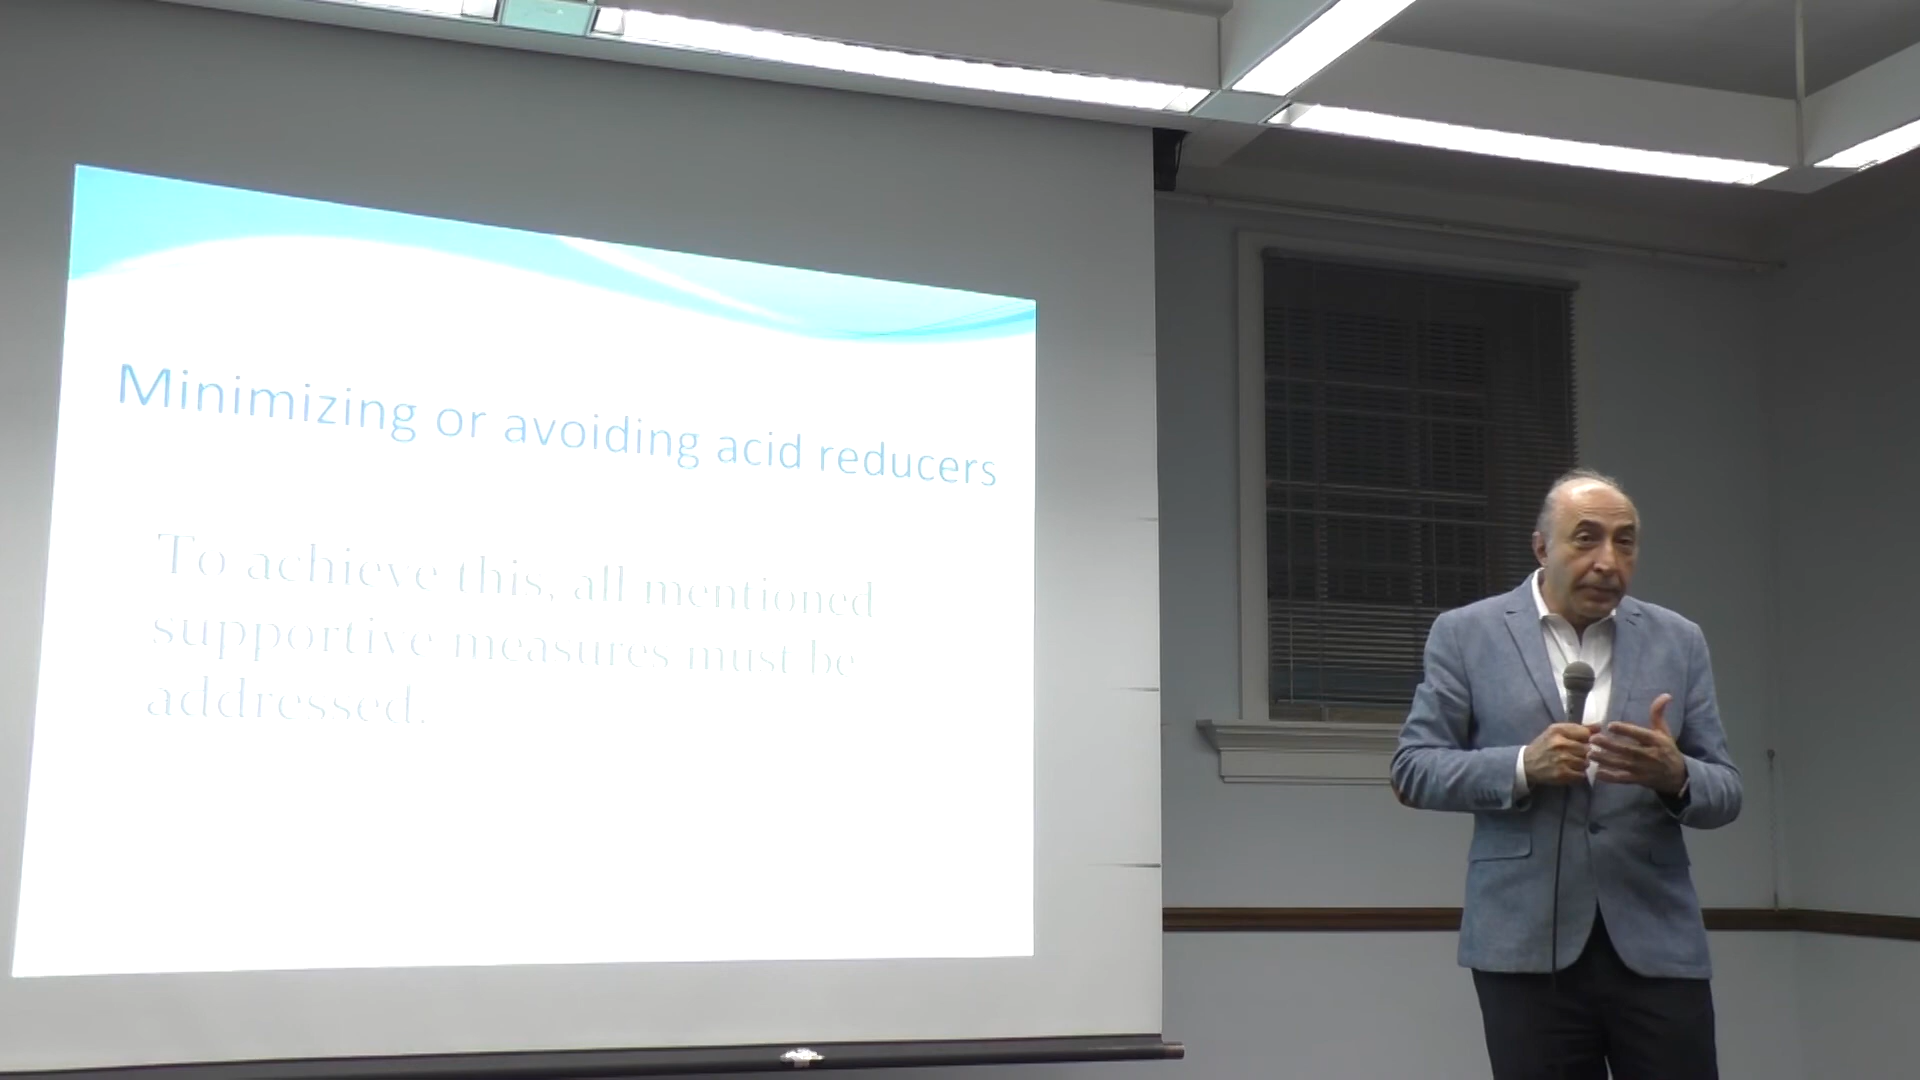 Minimizing or avoiding acid reducers
To achieve this, all mentioned
supportive measures must be
addressed.